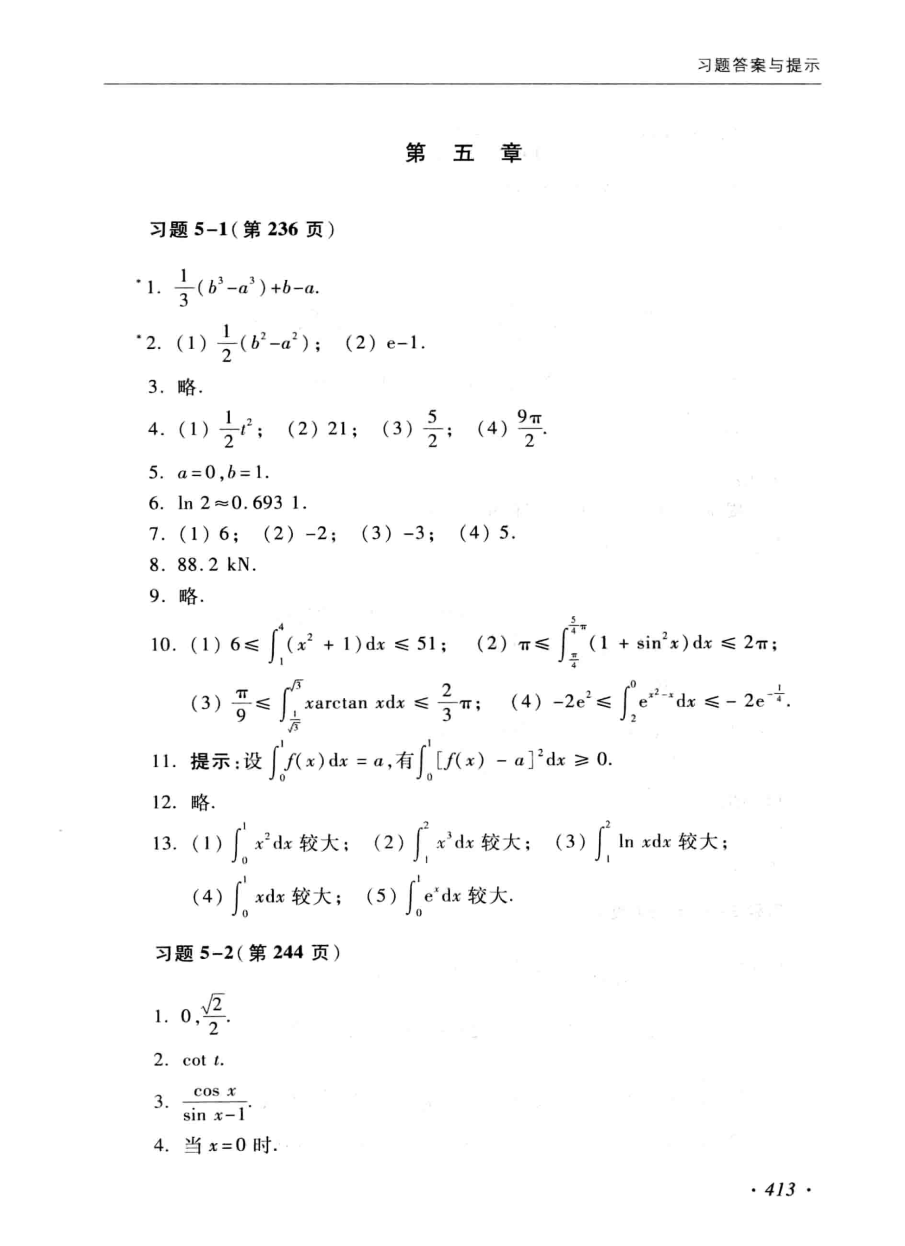 习题答案与提示
第 五 章
习题 5-1(第 236 页)
*1. $\frac{1}{3}(b^3-a^3)+b-a$.
*2. (1) $\frac{1}{2}(b^2-a^2)$; (2) e-1.
3. 略.
4. (1) $\frac{1}{2}t^2$; (2) 21; (3) $\frac{5}{2}$; (4) $\frac{9\pi}{2}$.
5. a=0,b=1.
6. ln 2≈0.693 1.
7. (1) 6; (2) -2; (3) -3; (4) 5.
8. 88.2 kN.
9. 略.
10. (1) $6\leqslant\int_1^4(x^2+1)dx\leqslant 51$; (2) $\pi\leqslant\int_{\frac{\pi}{4}}^{\frac{5}{4}\pi}(1+\sin^2 x)dx\leqslant 2\pi$;
(3) $\frac{\pi}{9}\leqslant\int_{\frac{1}{\sqrt{3}}}^{\sqrt{3}}x\arctan xdx\leqslant\frac{2}{3}\pi$; (4) $-2e^2\leqslant\int_2^0 e^{x^2-x}dx\leqslant -2e^{-\frac{1}{4}}$.
11. 提示:设 $\int_0^1 f(x)dx=a$,有 $\int_0^1[f(x)-a]^2dx\geqslant 0$.
12. 略.
13. (1) $\int_0^1 x^2dx$ 较大; (2) $\int_1^2 x^3dx$ 较大; (3) $\int_1^2 \ln xdx$ 较大;
(4) $\int_0^1 xdx$ 较大; (5) $\int_0^1 e^xdx$ 较大.
习题 5-2(第 244 页)
1. 0,$\frac{\sqrt{2}}{2}$.
2. cot t.
3. $\frac{\cos x}{\sin x-1}$.
4. 当 x=0 时.
· 413 ·